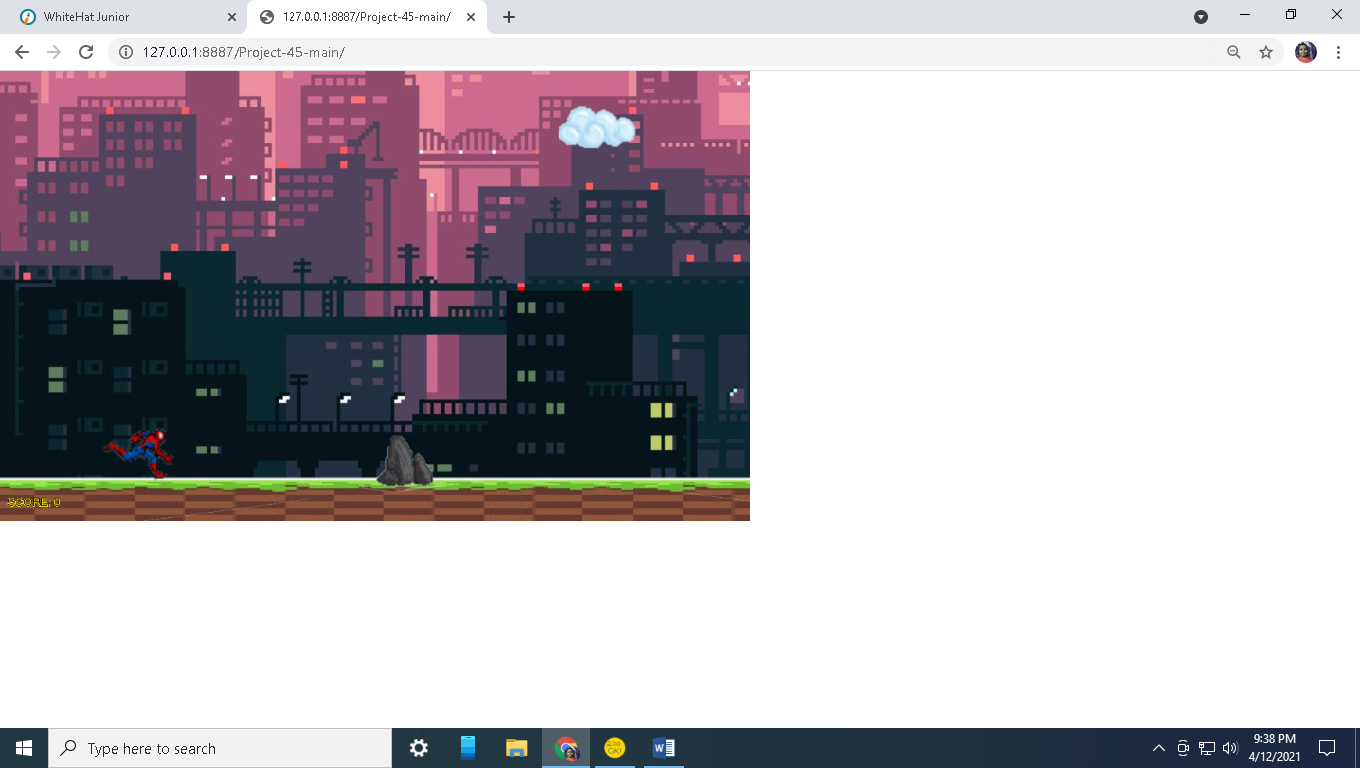 WhiteHat Junior
127.0.0.1:8887/Project-45-main/
127.0.0.1:8887/Project-45-main/
SCORE: 0
Type here to search
9:38 PM
4/12/2021